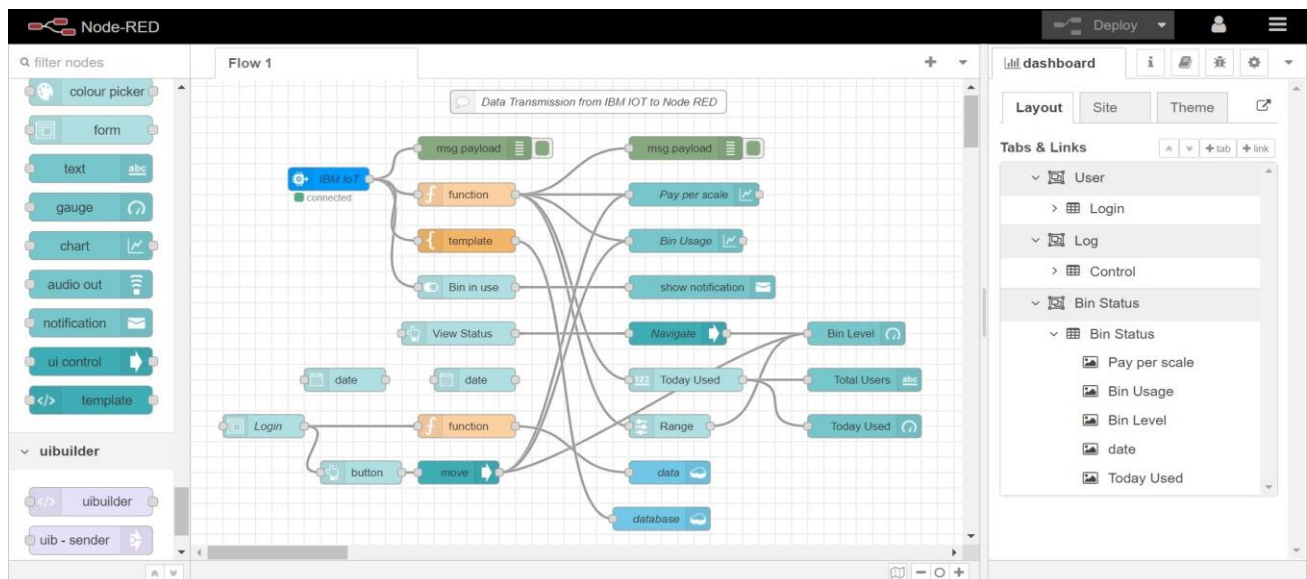 Node-RED
Deploy
filter nodes
colour picker
form
text
abc
gauge
chart
audio out
notification
ui control
</> template
uibuilder
</> uibuilder
uib - sender
Flow 1
Data Transmission from IBM IOT to Node RED
msg.payload
msg.payload
IBM IoT
connected
f function
Pay per scale
{ template
Bin Usage
Bin in use
show notification
View Status
Navigate
Bin Level
date
date
123 Today Used
Total Users abc
Login
f function
Range
Today Used
button
move
data
database
dashboard
i
Layout
Site
Theme
Tabs & Links
+ tab
+ link
User
Login
Log
Control
Bin Status
Bin Status
Pay per scale
Bin Usage
Bin Level
date
Today Used